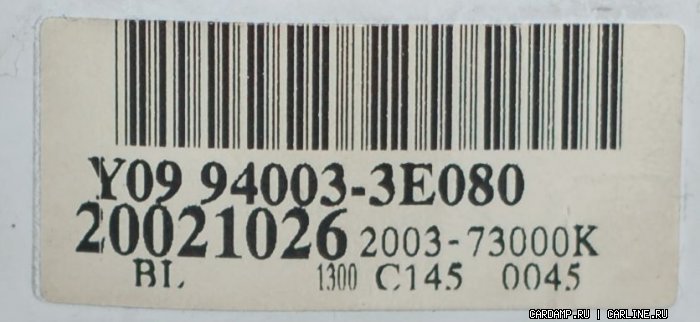 Y09 94003-3E080
20021026 2003-73000K
BL 1300 C145 0045
CARDAMP.RU | CARLINE.RU